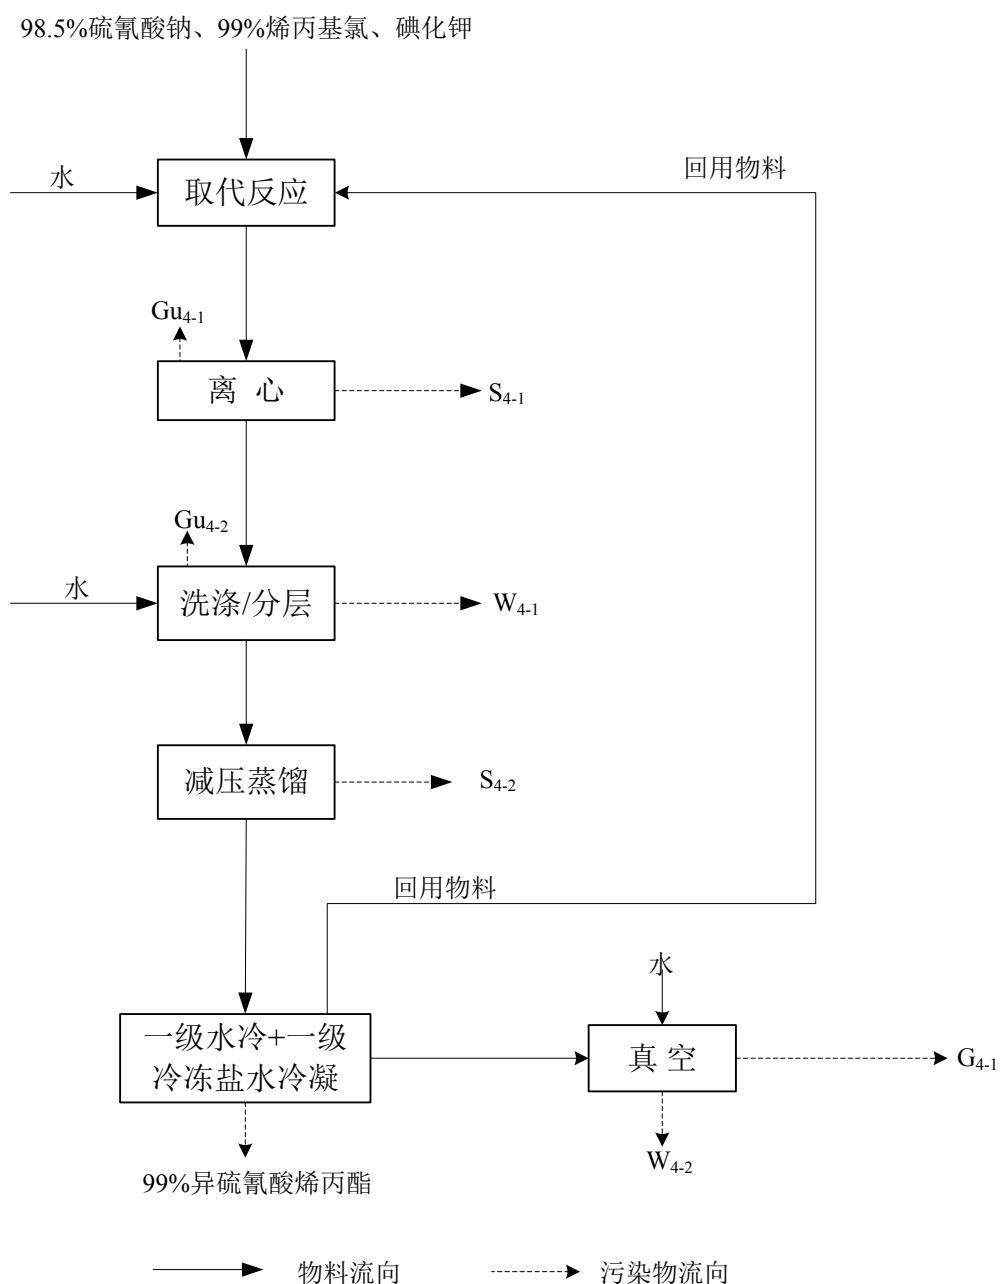 98.5%硫氰酸钠、99%烯丙基氯、碘化钾
水
取代反应
回用物料
Gu4-1
离 心
S4-1
Gu4-2
水
洗涤/分层
W4-1
减压蒸馏
S4-2
回用物料
水
一级水冷+一级
冷冻盐水冷凝
真 空
G4-1
W4-2
99%异硫氰酸烯丙酯
物料流向
污染物流向